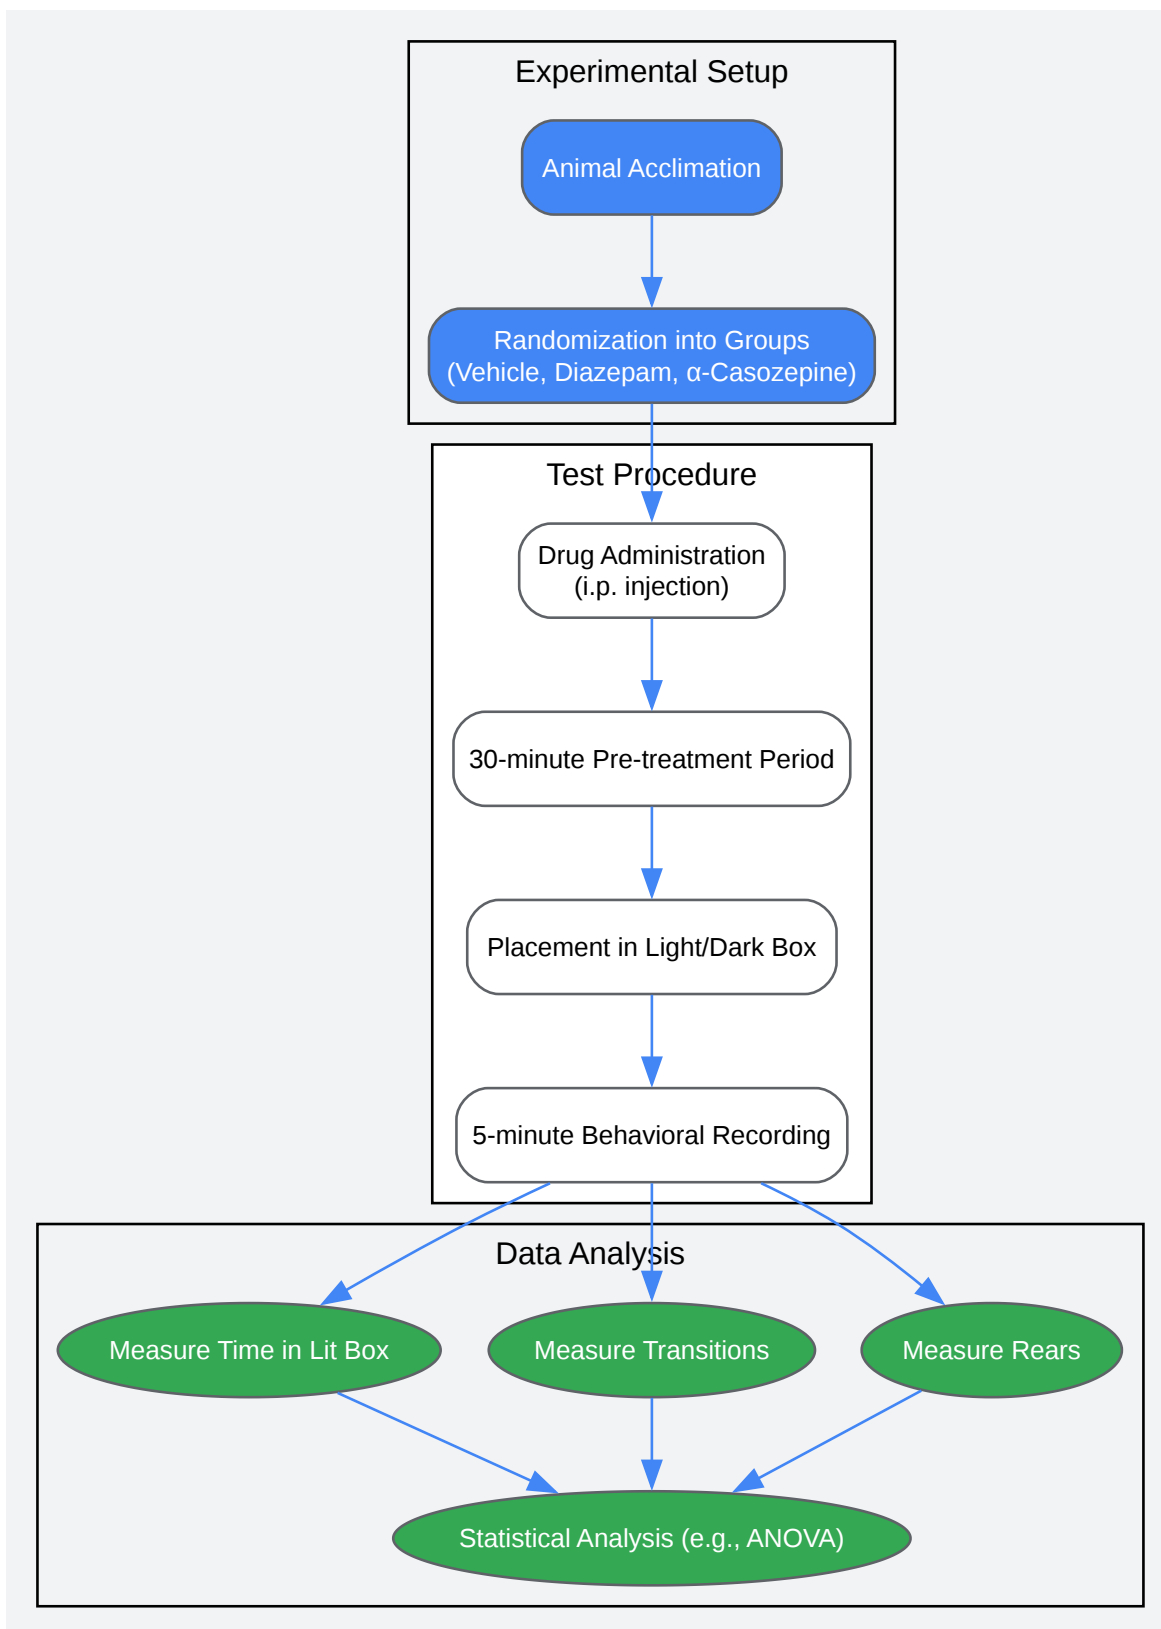 Experimental Setup
Animal Acclimation
Randomization into Groups
(Vehicle, Diazepam, α-Casozepine)
Test Procedure
Drug Administration
(i.p. injection)
30-minute Pre-treatment Period
Placement in Light/Dark Box
5-minute Behavioral Recording
Data Analysis
Measure Time in Lit Box
Measure Transitions
Measure Rears
Statistical Analysis (e.g., ANOVA)